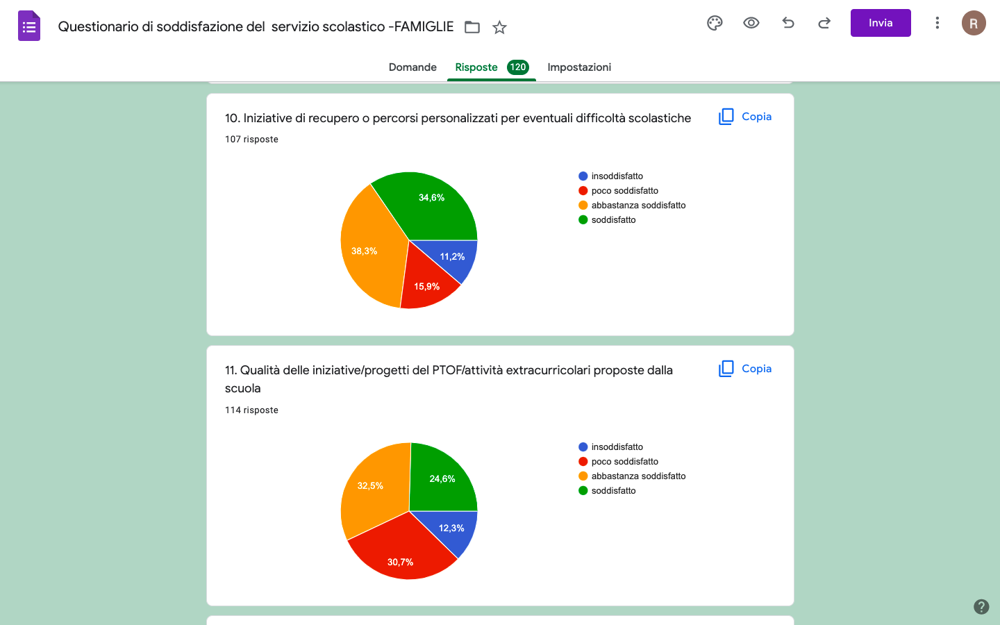 Questionario di soddisfazione del  servizio scolastico -FAMIGLIE
Invia
R
Domande
Risposte 120
Impostazioni
10. Iniziative di recupero o percorsi personalizzati per eventuali difficoltà scolastiche
Copia
107 risposte
insoddisfatto
poco soddisfatto
abbastanza soddisfatto
soddisfatto
34,6%
38,3%
11,2%
15,9%
11. Qualità delle iniziative/progetti del PTOF/attività extracurricolari proposte dalla
scuola
Copia
114 risposte
insoddisfatto
poco soddisfatto
abbastanza soddisfatto
soddisfatto
24,6%
32,5%
12,3%
30,7%
?